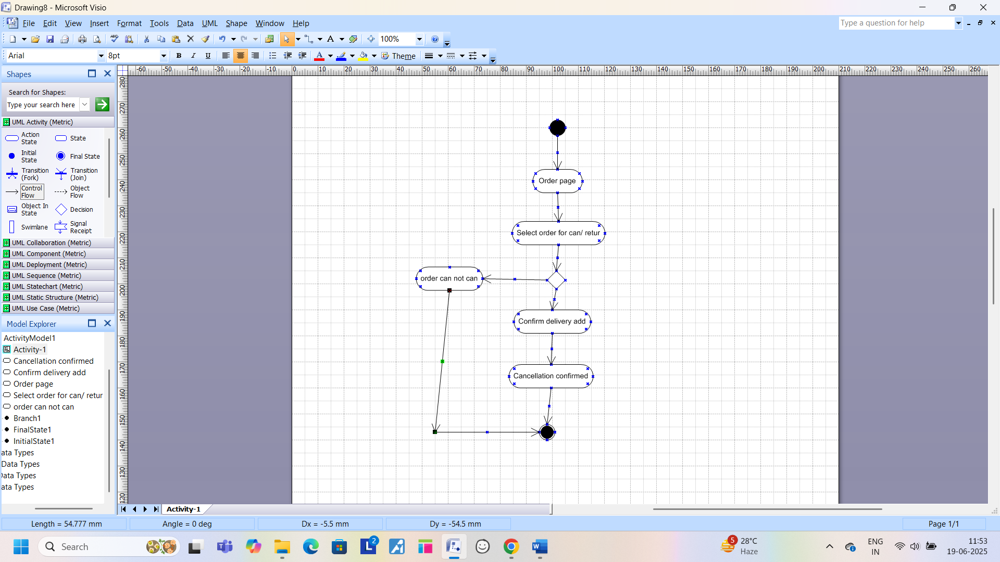 Drawing8 - Microsoft Visio
File Edit View Insert Format Tools Data UML Shape Window Help
Type a question for help
100%
Arial 8pt B I U A Theme
Shapes
Search for Shapes:
Type your search here
UML Activity (Metric)
Action State
State
Initial State
Final State
Transition (Fork)
Transition (Join)
Control Flow
Object Flow
Object In State
Decision
Swimlane
Signal Receipt
UML Collaboration (Metric)
UML Component (Metric)
UML Deployment (Metric)
UML Sequence (Metric)
UML Statechart (Metric)
UML Static Structure (Metric)
UML Use Case (Metric)
Model Explorer
ActivityModel1
Activity-1
Cancellation confirmed
Confirm delivery add
Order page
Select order for can/ retur
order can not can
Branch1
FinalState1
InitialState1
ata Types
Data Types
Data Types
ata Types
-60 -50 -40 -30 -20 -10 0 10 20 30 40 50 60 70 80 90 100 110 120 130 140 150 160 170 180 190 200 210 220 230 240 250 260
280
270
260
250
240
230
220
210
200
190
180
170
160
150
140
130
120
Order page
Select order for can/ retur
order can not can
Confirm delivery add
Cancellation confirmed
Activity-1
Length = 54.777 mm Angle = 0 deg Dx = -5.5 mm Dy = -54.5 mm Page 1/1
Search
2
5
28°C
Haze
ENG
IN
11:53
19-06-2025